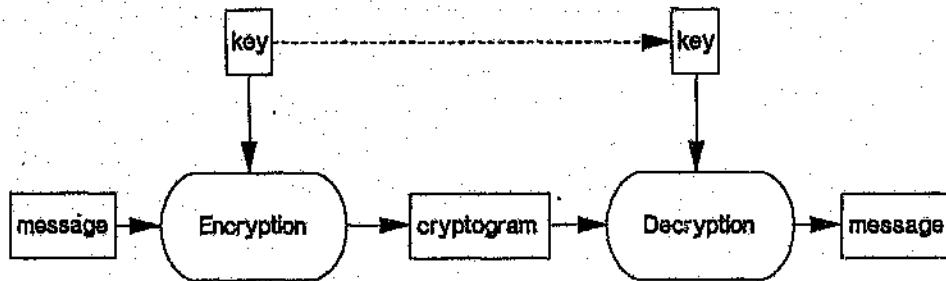 key
key
message
Encryption
cryptogram
Decryption
message